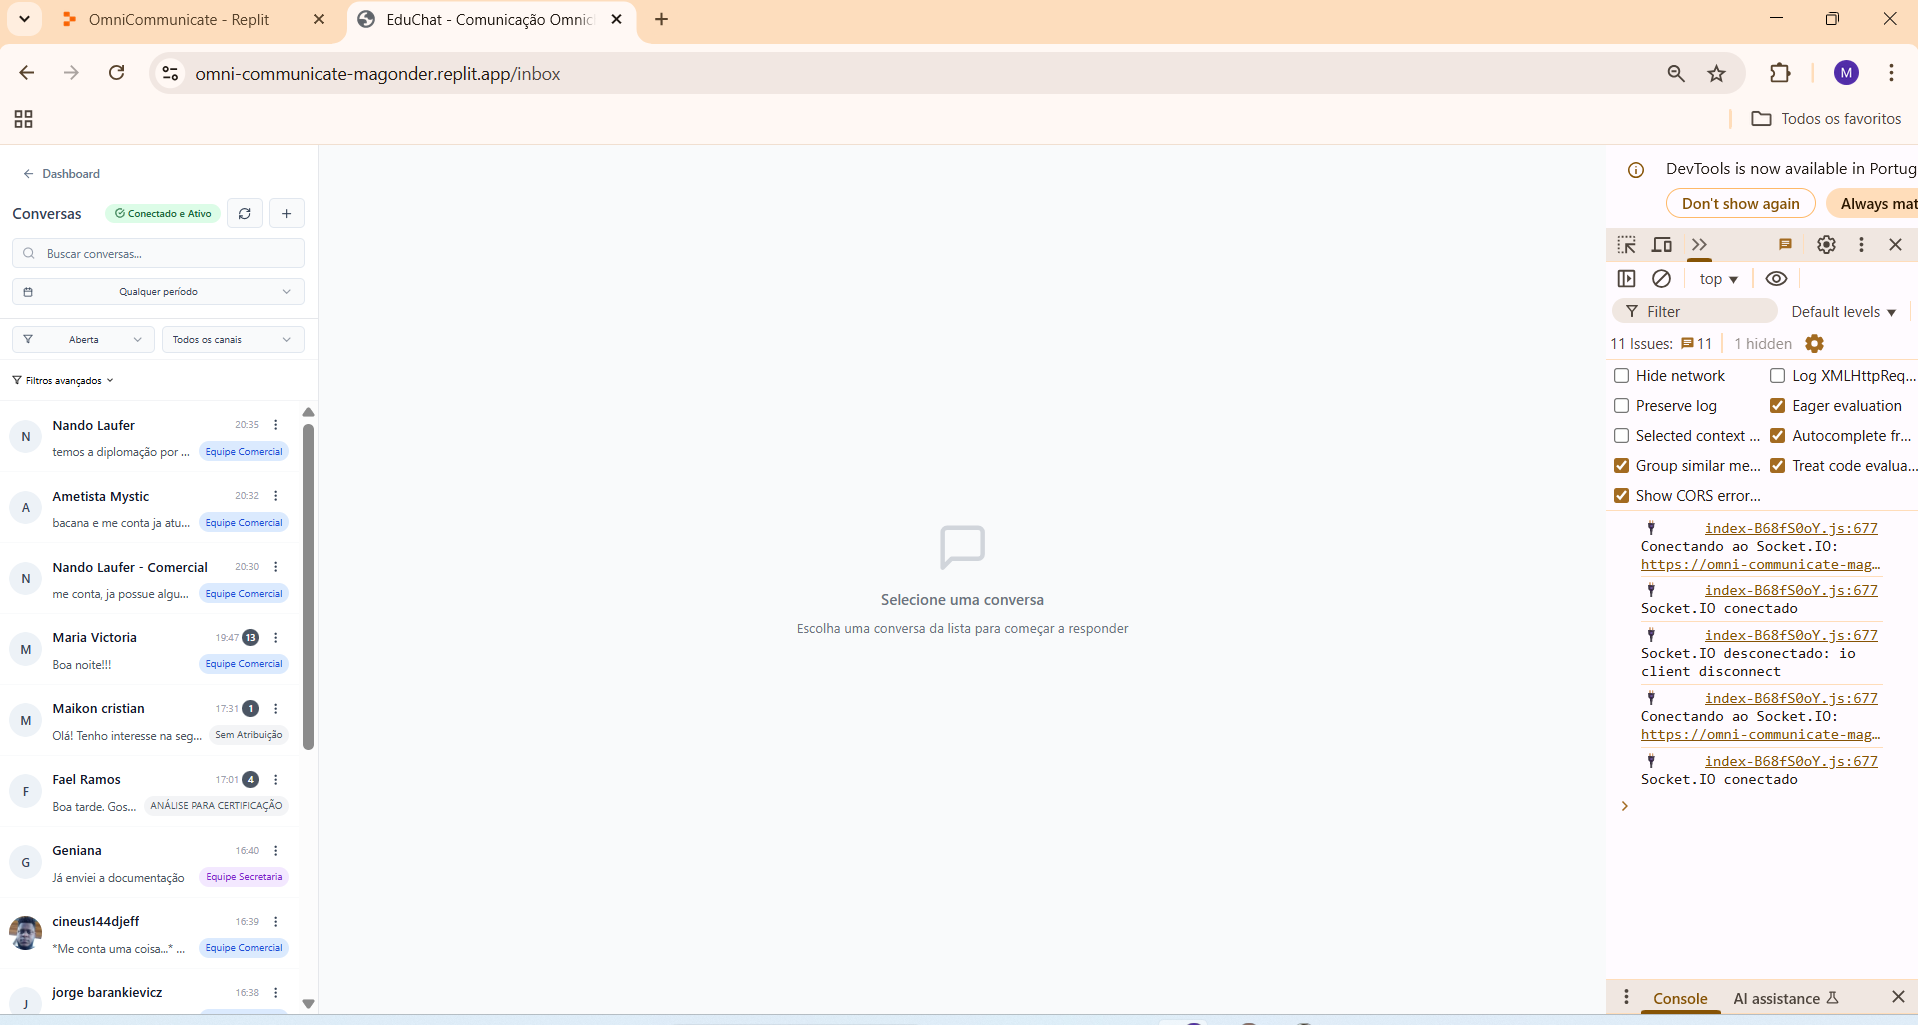 OmniCommunicate - Replit
EduChat - Comunicação Omnic
omni-communicate-magonder.replit.app/inbox
M
Todos os favoritos
Dashboard
Conversas
Conectado e Ativo
Buscar conversas...
Qualquer período
Aberta
Todos os canais
Filtros avançados
N
Nando Laufer
20:35
temos a diplomação por ...
Equipe Comercial
A
Ametista Mystic
20:32
bacana e me conta ja atu...
Equipe Comercial
N
Nando Laufer - Comercial
20:30
me conta, ja possue algu...
Equipe Comercial
M
Maria Victoria
19:47
13
Boa noite!!!
Equipe Comercial
M
Maikon cristian
17:31
1
Olá! Tenho interesse na seg...
Sem Atribuição
F
Fael Ramos
17:01
4
Boa tarde. Gos...
ANÁLISE PARA CERTIFICAÇÃO
G
Geniana
16:40
Já enviei a documentação
Equipe Secretaria
cineus144djeff
16:39
*Me conta uma coisa...* ...
Equipe Comercial
J
jorge barankievicz
16:38
Selecione uma conversa
Escolha uma conversa da lista para começar a responder
DevTools is now available in Portug
Don't show again
Always mat
top
Filter
Default levels
11 Issues:
11
1 hidden
Hide network
Log XMLHttpReq...
Preserve log
Eager evaluation
Selected context ...
Autocomplete fr...
Group similar me...
Treat code evalua...
Show CORS error...
index-B68fS0oY.js:677
Conectando ao Socket.IO:
https://omni-communicate-mag…
index-B68fS0oY.js:677
Socket.IO conectado
index-B68fS0oY.js:677
Socket.IO desconectado: io
client disconnect
index-B68fS0oY.js:677
Conectando ao Socket.IO:
https://omni-communicate-mag…
index-B68fS0oY.js:677
Socket.IO conectado
Console
AI assistance